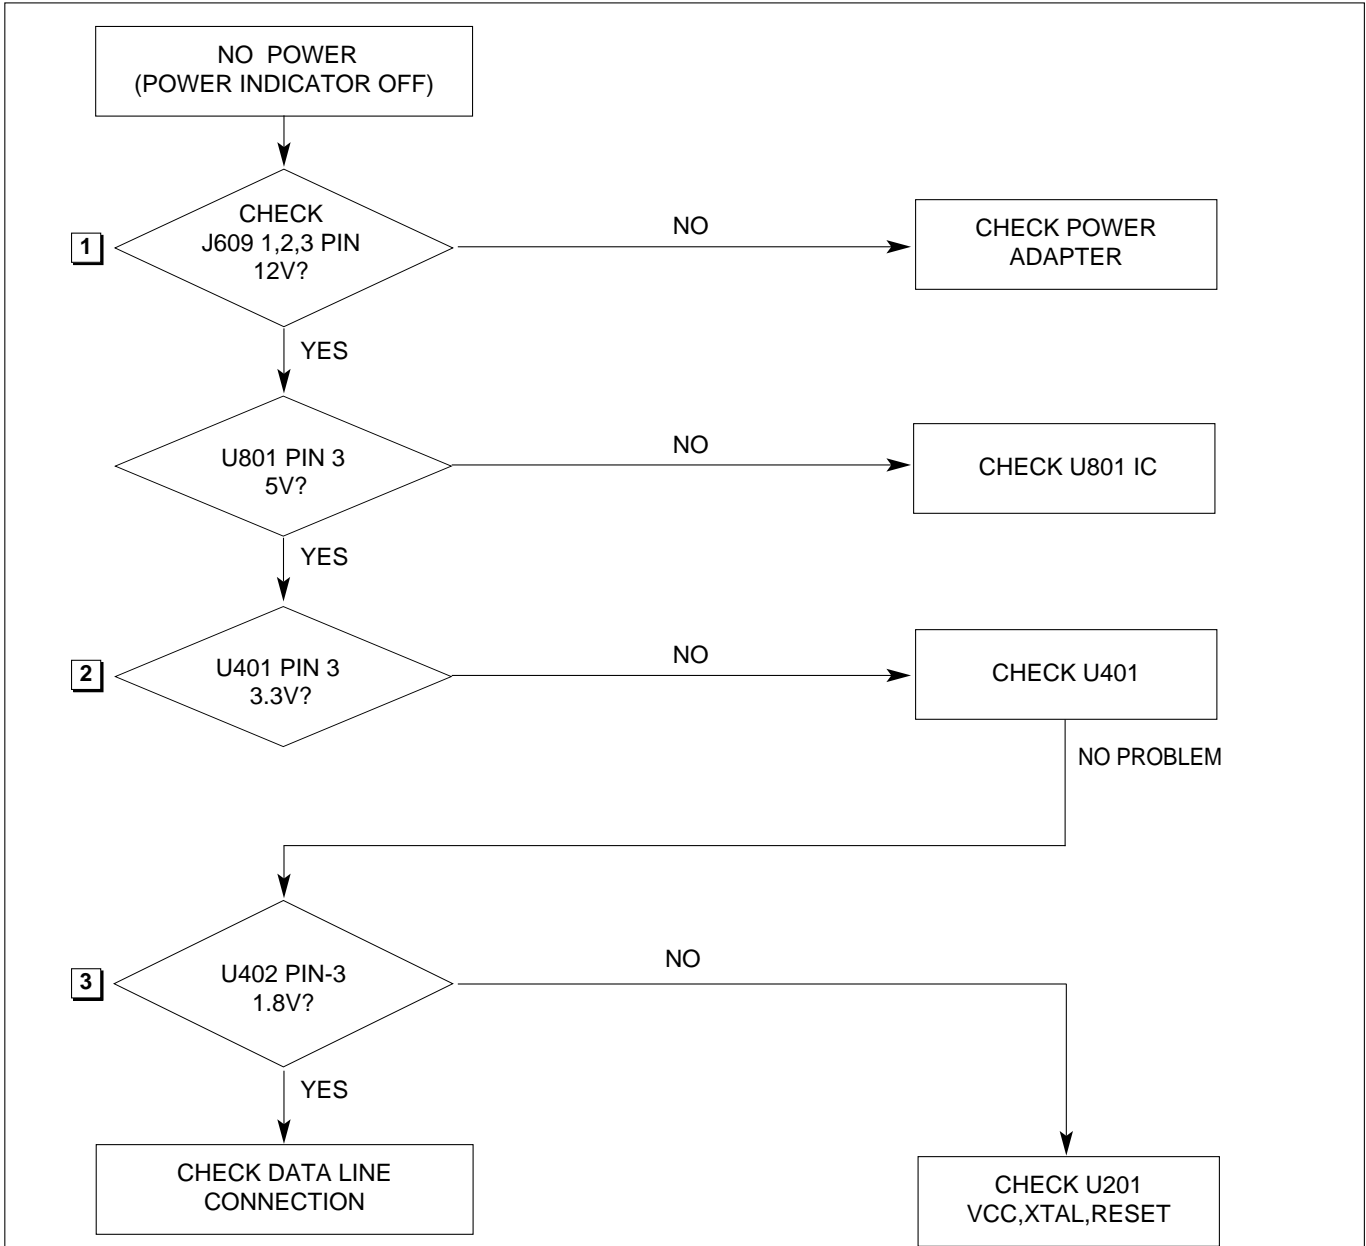 NO POWER
(POWER INDICATOR OFF)
1
CHECK
J609 1,2,3 PIN
12V?
NO
CHECK POWER
ADAPTER
YES
U801 PIN 3
5V?
NO
CHECK U801 IC
YES
2
U401 PIN 3
3.3V?
NO
CHECK U401
NO PROBLEM
3
U402 PIN-3
1.8V?
NO
YES
CHECK DATA LINE
CONNECTION
CHECK U201
VCC,XTAL,RESET